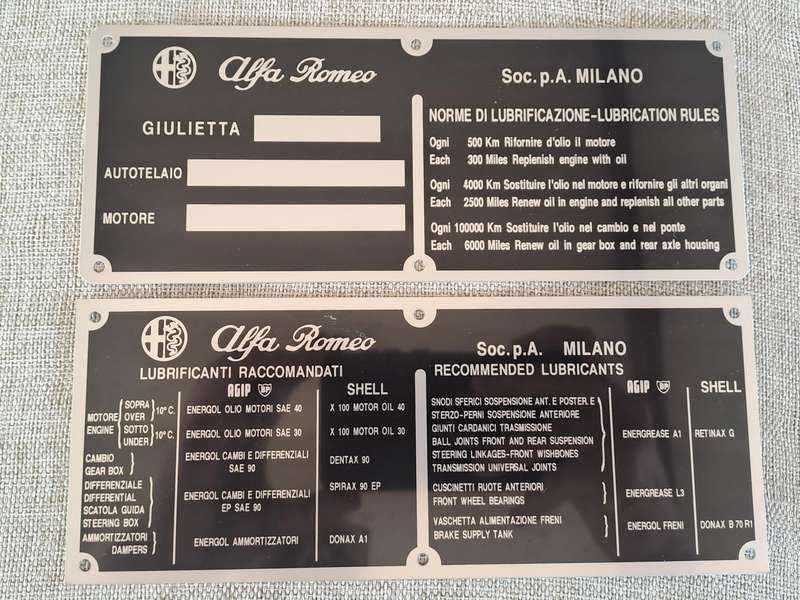 Alfa Romeo
Soc.p.A. MILANO
GIULIETTA
AUTOTELAIO
MOTORE
NORME DI LUBRIFICAZIONE-LUBRICATION RULES
Ogni 500 Km Rifornire d'olio il motore
Each 300 Miles Replenish engine with oil
Ogni 4000 Km Sostituire l'olio nel motore e rifornire gli altri organi
Each 2500 Miles Renew oil in engine and replenish all other parts
Ogni 100000 Km Sostituire l'olio nel cambio e nel ponte
Each 6000 Miles Renew oil in gear box and rear axle housing
Alfa Romeo
Soc.p.A. MILANO
LUBRIFICANTI RACCOMANDATI
AGIP BP SHELL
MOTORE ENGINE SOPRA OVER 10°C. ENERGOL OLIO MOTORI SAE 40 X 100 MOTOR OIL 40
SOTTO UNDER 10°C. ENERGOL OLIO MOTORI SAE 30 X 100 MOTOR OIL 30
CAMBIO
GEAR BOX
ENERGOL CAMBI E DIFFERENZIALI
SAE 90
DENTAX 90
DIFFERENZIALE
DIFFERENTIAL
SCATOLA GUIDA
STEERING BOX
ENERGOL CAMBI E DIFFERENZIALI
EP SAE 90
SPIRAX 90 EP
AMMORTIZZATORI
DAMPERS
ENERGOL AMMORTIZZATORI
DONAX A1
RECOMMENDED LUBRICANTS
AGIP BP SHELL
SNODI SFERICI SOSPENSIONE ANT. E POSTER. E
STERZO-PERNI SOSPENSIONE ANTERIORE
GIUNTI CARDANICI TRASMISSIONE
BALL JOINTS FRONT AND REAR SUSPENSION
STEERING LINKAGES-FRONT WISHBONES
TRANSMISSION UNIVERSAL JOINTS
ENERGREASE A1
RETINAX G
CUSCINETTI RUOTE ANTERIORI
FRONT WHEEL BEARINGS
ENERGREASE L3
VASCHETTA ALIMENTAZIONE FRENI
BRAKE SUPPLY TANK
ENERGOL FRENI
DONAX B 70 R1